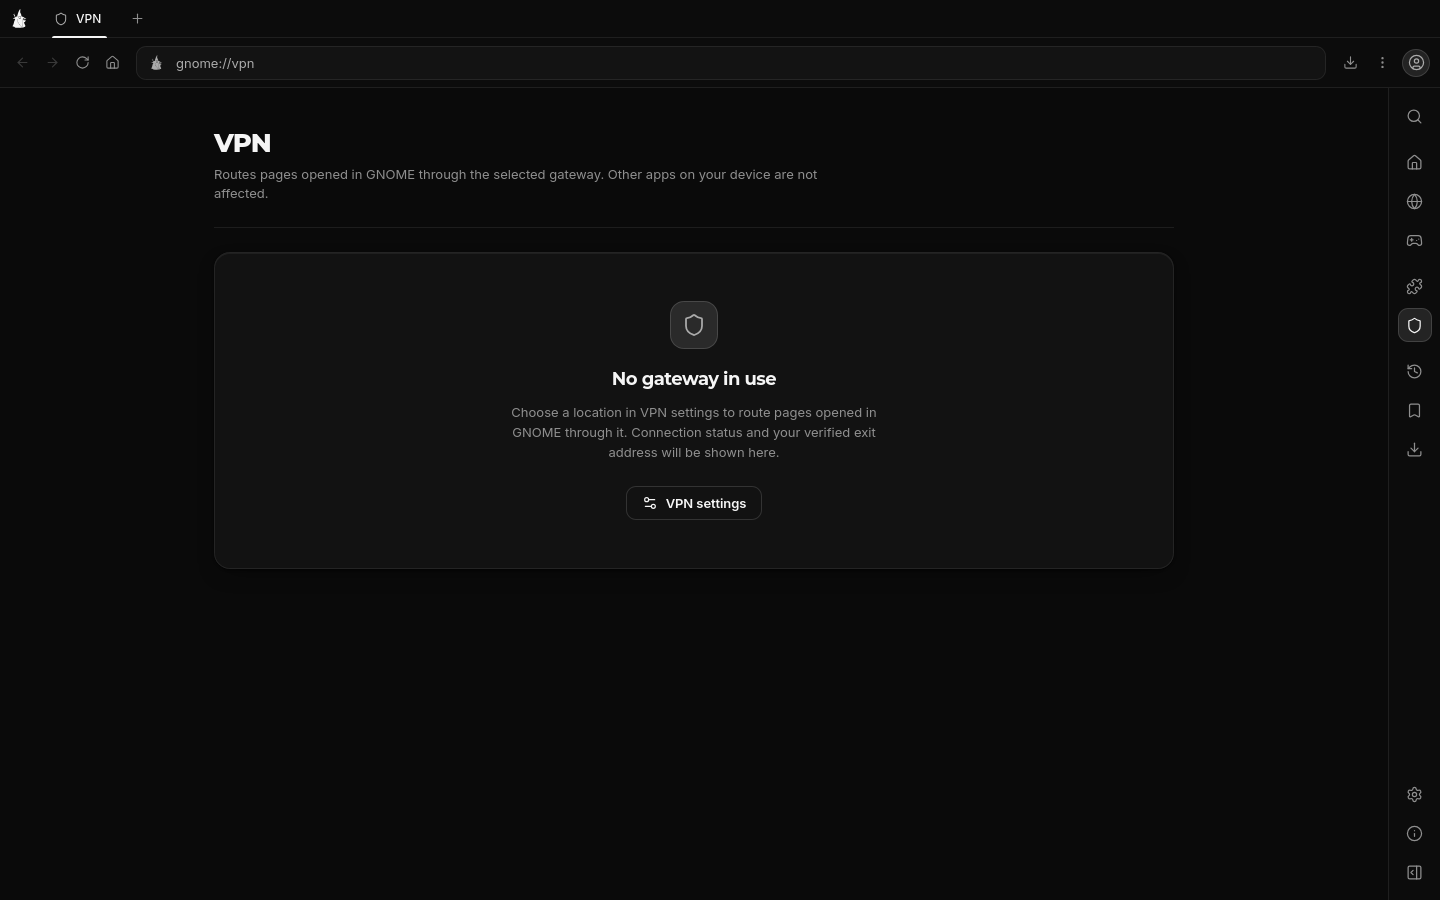 VPN
gnome://vpn
VPN
Routes pages opened in GNOME through the selected gateway. Other apps on your device are not
affected.
No gateway in use
Choose a location in VPN settings to route pages opened in
GNOME through it. Connection status and your verified exit
address will be shown here.
VPN settings